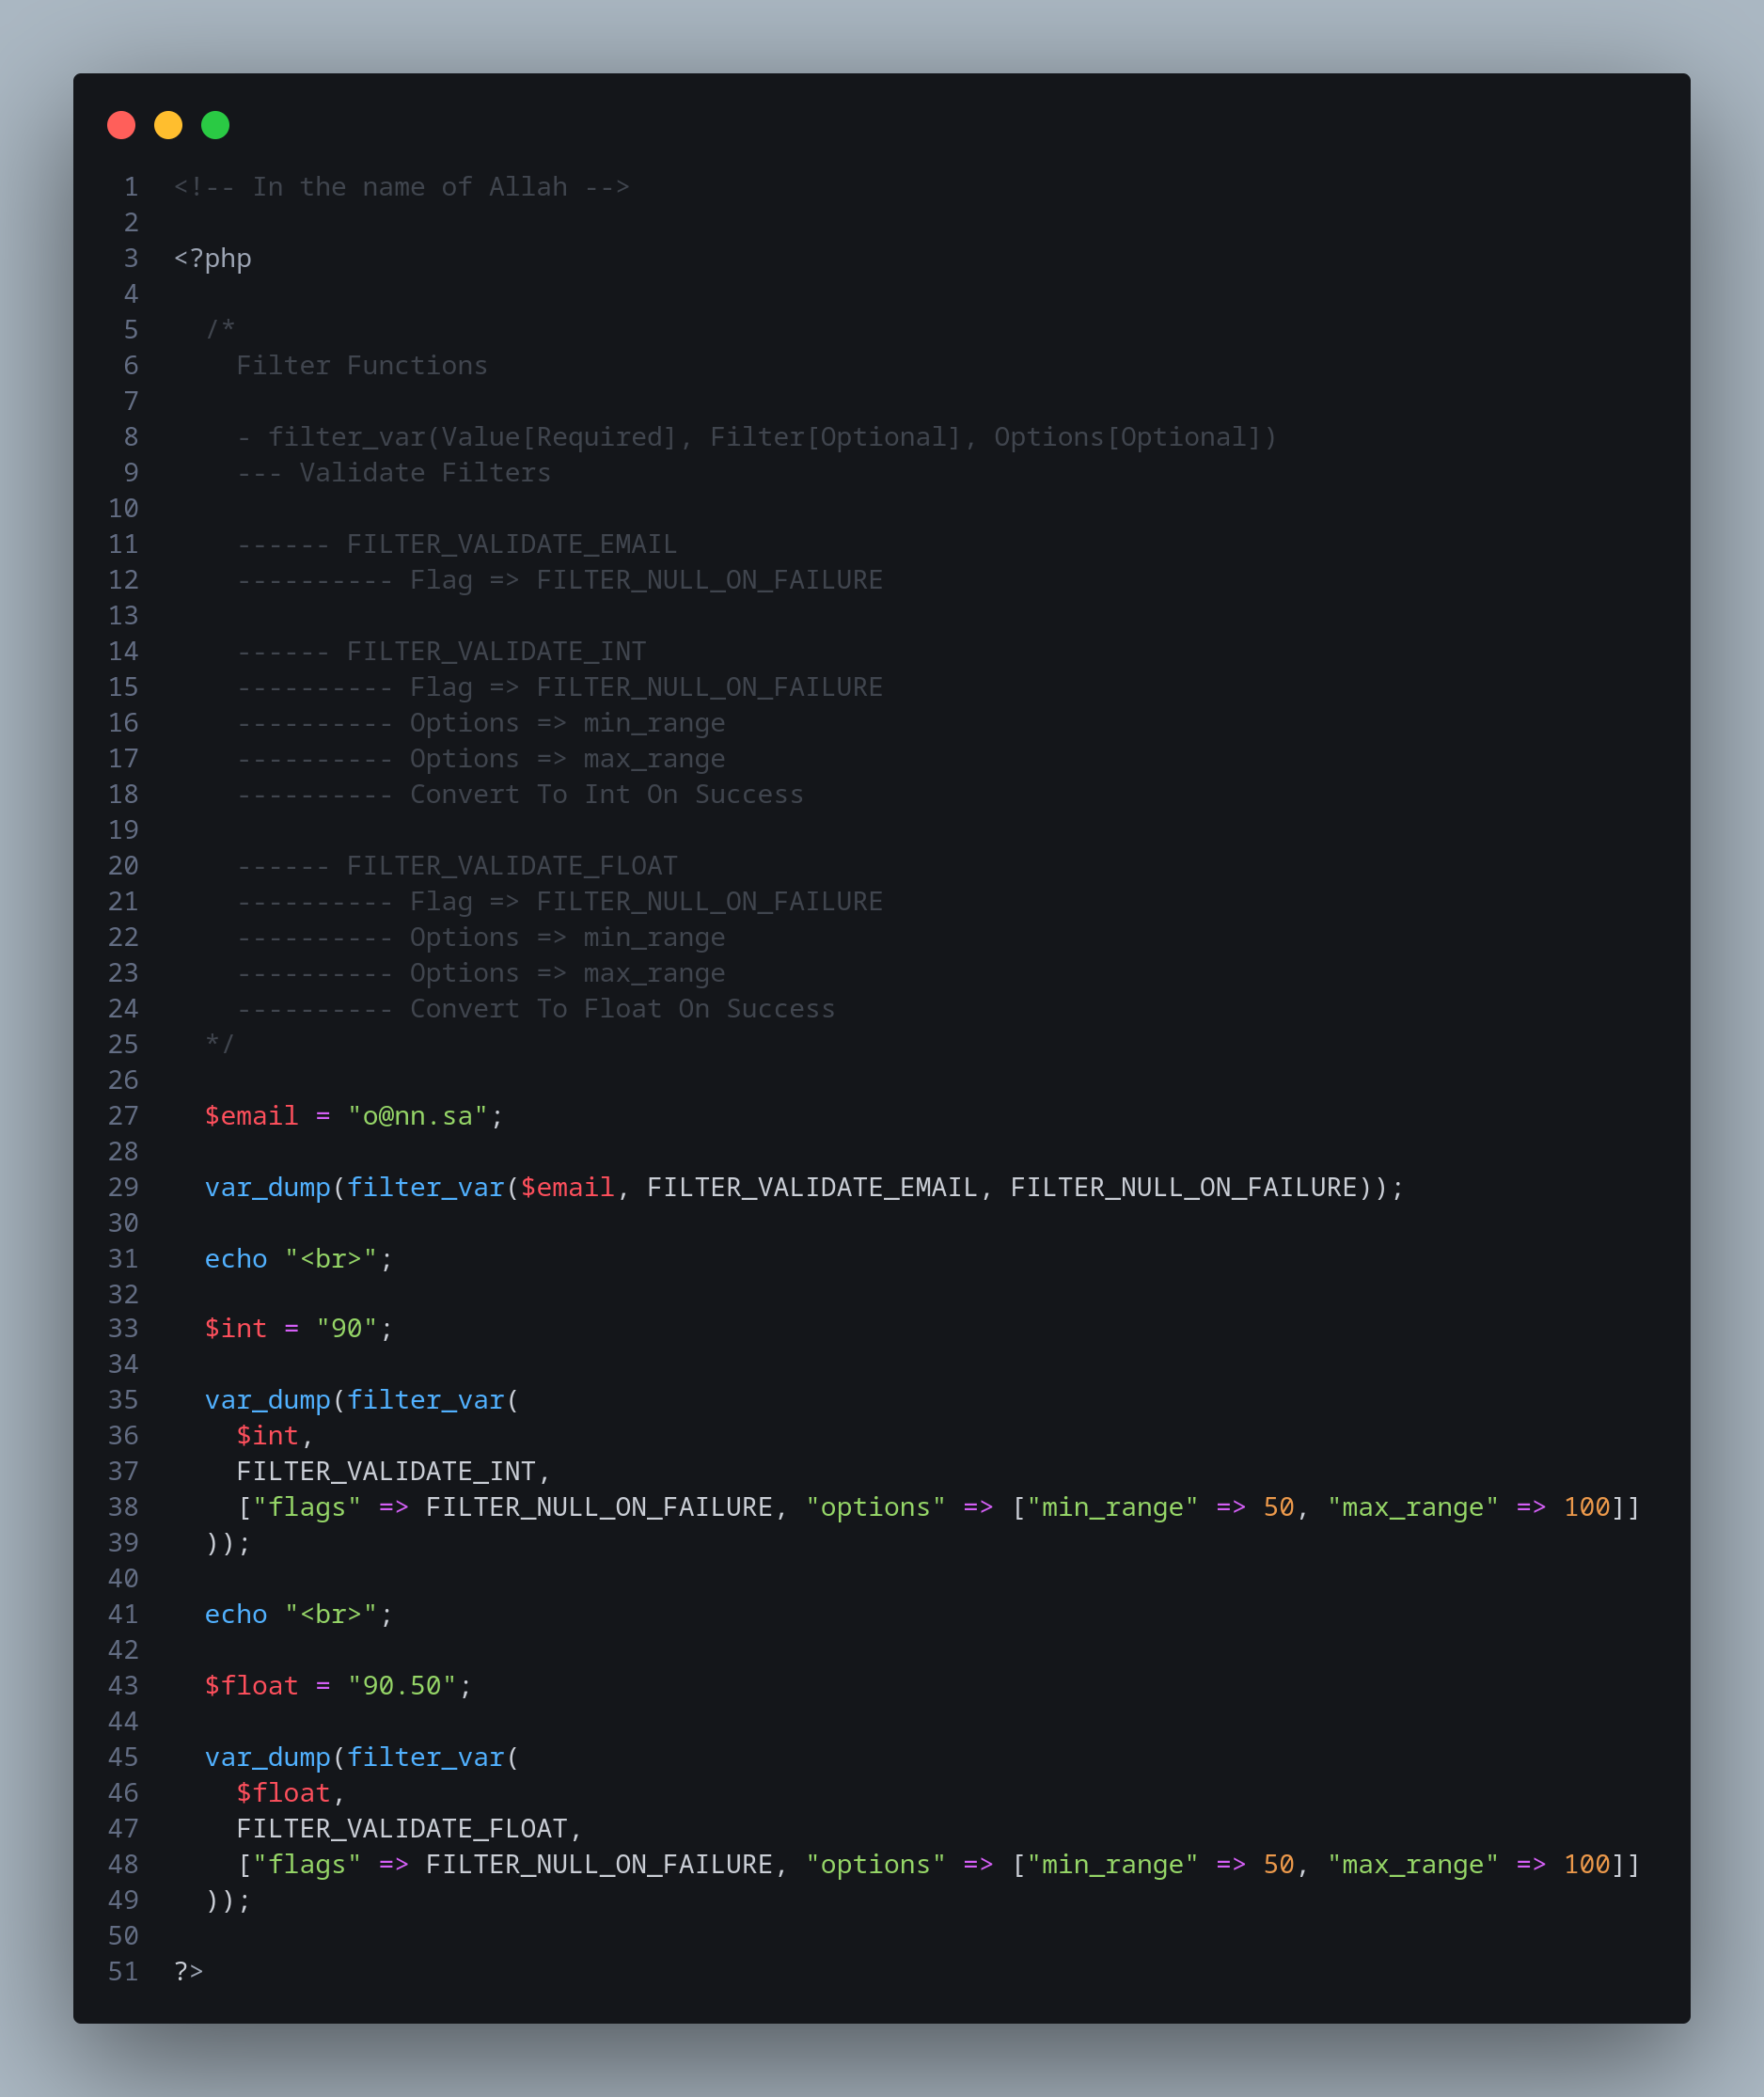 1 <!-- In the name of Allah -->
2
3 <?php
4
5   /*
6     Filter Functions
7
8     - filter_var(Value[Required], Filter[Optional], Options[Optional])
9     --- Validate Filters
10
11     ------ FILTER_VALIDATE_EMAIL
12     ---------- Flag => FILTER_NULL_ON_FAILURE
13
14     ------ FILTER_VALIDATE_INT
15     ---------- Flag => FILTER_NULL_ON_FAILURE
16     ---------- Options => min_range
17     ---------- Options => max_range
18     ---------- Convert To Int On Success
19
20     ------ FILTER_VALIDATE_FLOAT
21     ---------- Flag => FILTER_NULL_ON_FAILURE
22     ---------- Options => min_range
23     ---------- Options => max_range
24     ---------- Convert To Float On Success
25   */
26
27   $email = "o@nn.sa";
28
29   var_dump(filter_var($email, FILTER_VALIDATE_EMAIL, FILTER_NULL_ON_FAILURE));
30
31   echo "<br>";
32
33   $int = "90";
34
35   var_dump(filter_var(
36     $int,
37     FILTER_VALIDATE_INT,
38     ["flags" => FILTER_NULL_ON_FAILURE, "options" => ["min_range" => 50, "max_range" => 100]]
39   ));
40
41   echo "<br>";
42
43   $float = "90.50";
44
45   var_dump(filter_var(
46     $float,
47     FILTER_VALIDATE_FLOAT,
48     ["flags" => FILTER_NULL_ON_FAILURE, "options" => ["min_range" => 50, "max_range" => 100]]
49   ));
50
51 ?>